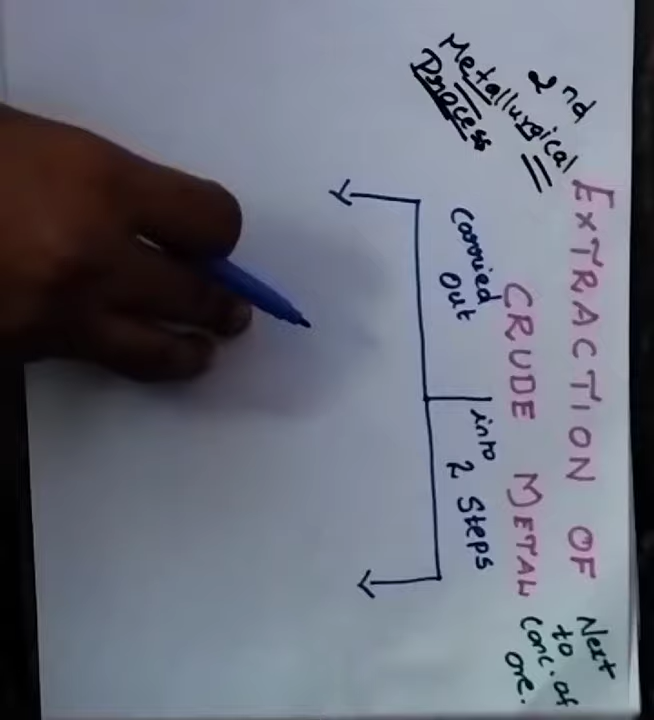 2nd
Metallurgical
Process
EXTRACTION OF
CRUDE METAL
Next
to
Conc. of
ore.
Carried into 2 Steps
out